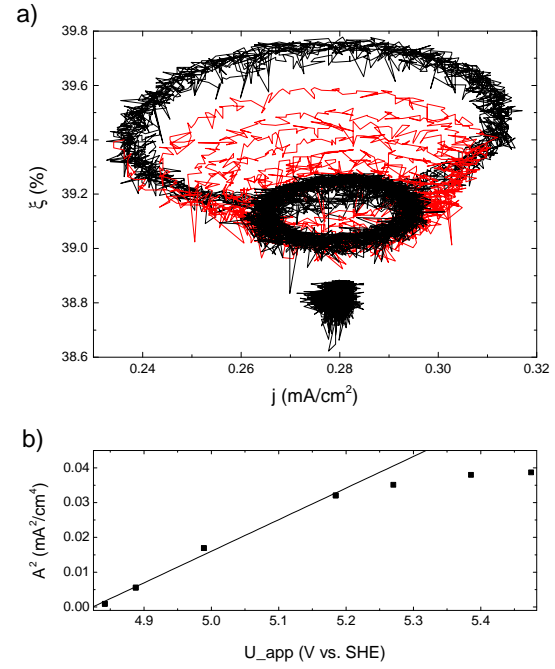 a)
39.8
39.6
39.4
39.2
39.0
38.8
38.6
ξ (%)
0.24 0.26 0.28 0.30 0.32
j (mA/cm²)
b)
0.04
0.03
0.02
0.01
0.00
A² (mA²/cm⁴)
4.9 5.0 5.1 5.2 5.3 5.4
U_app (V vs. SHE)